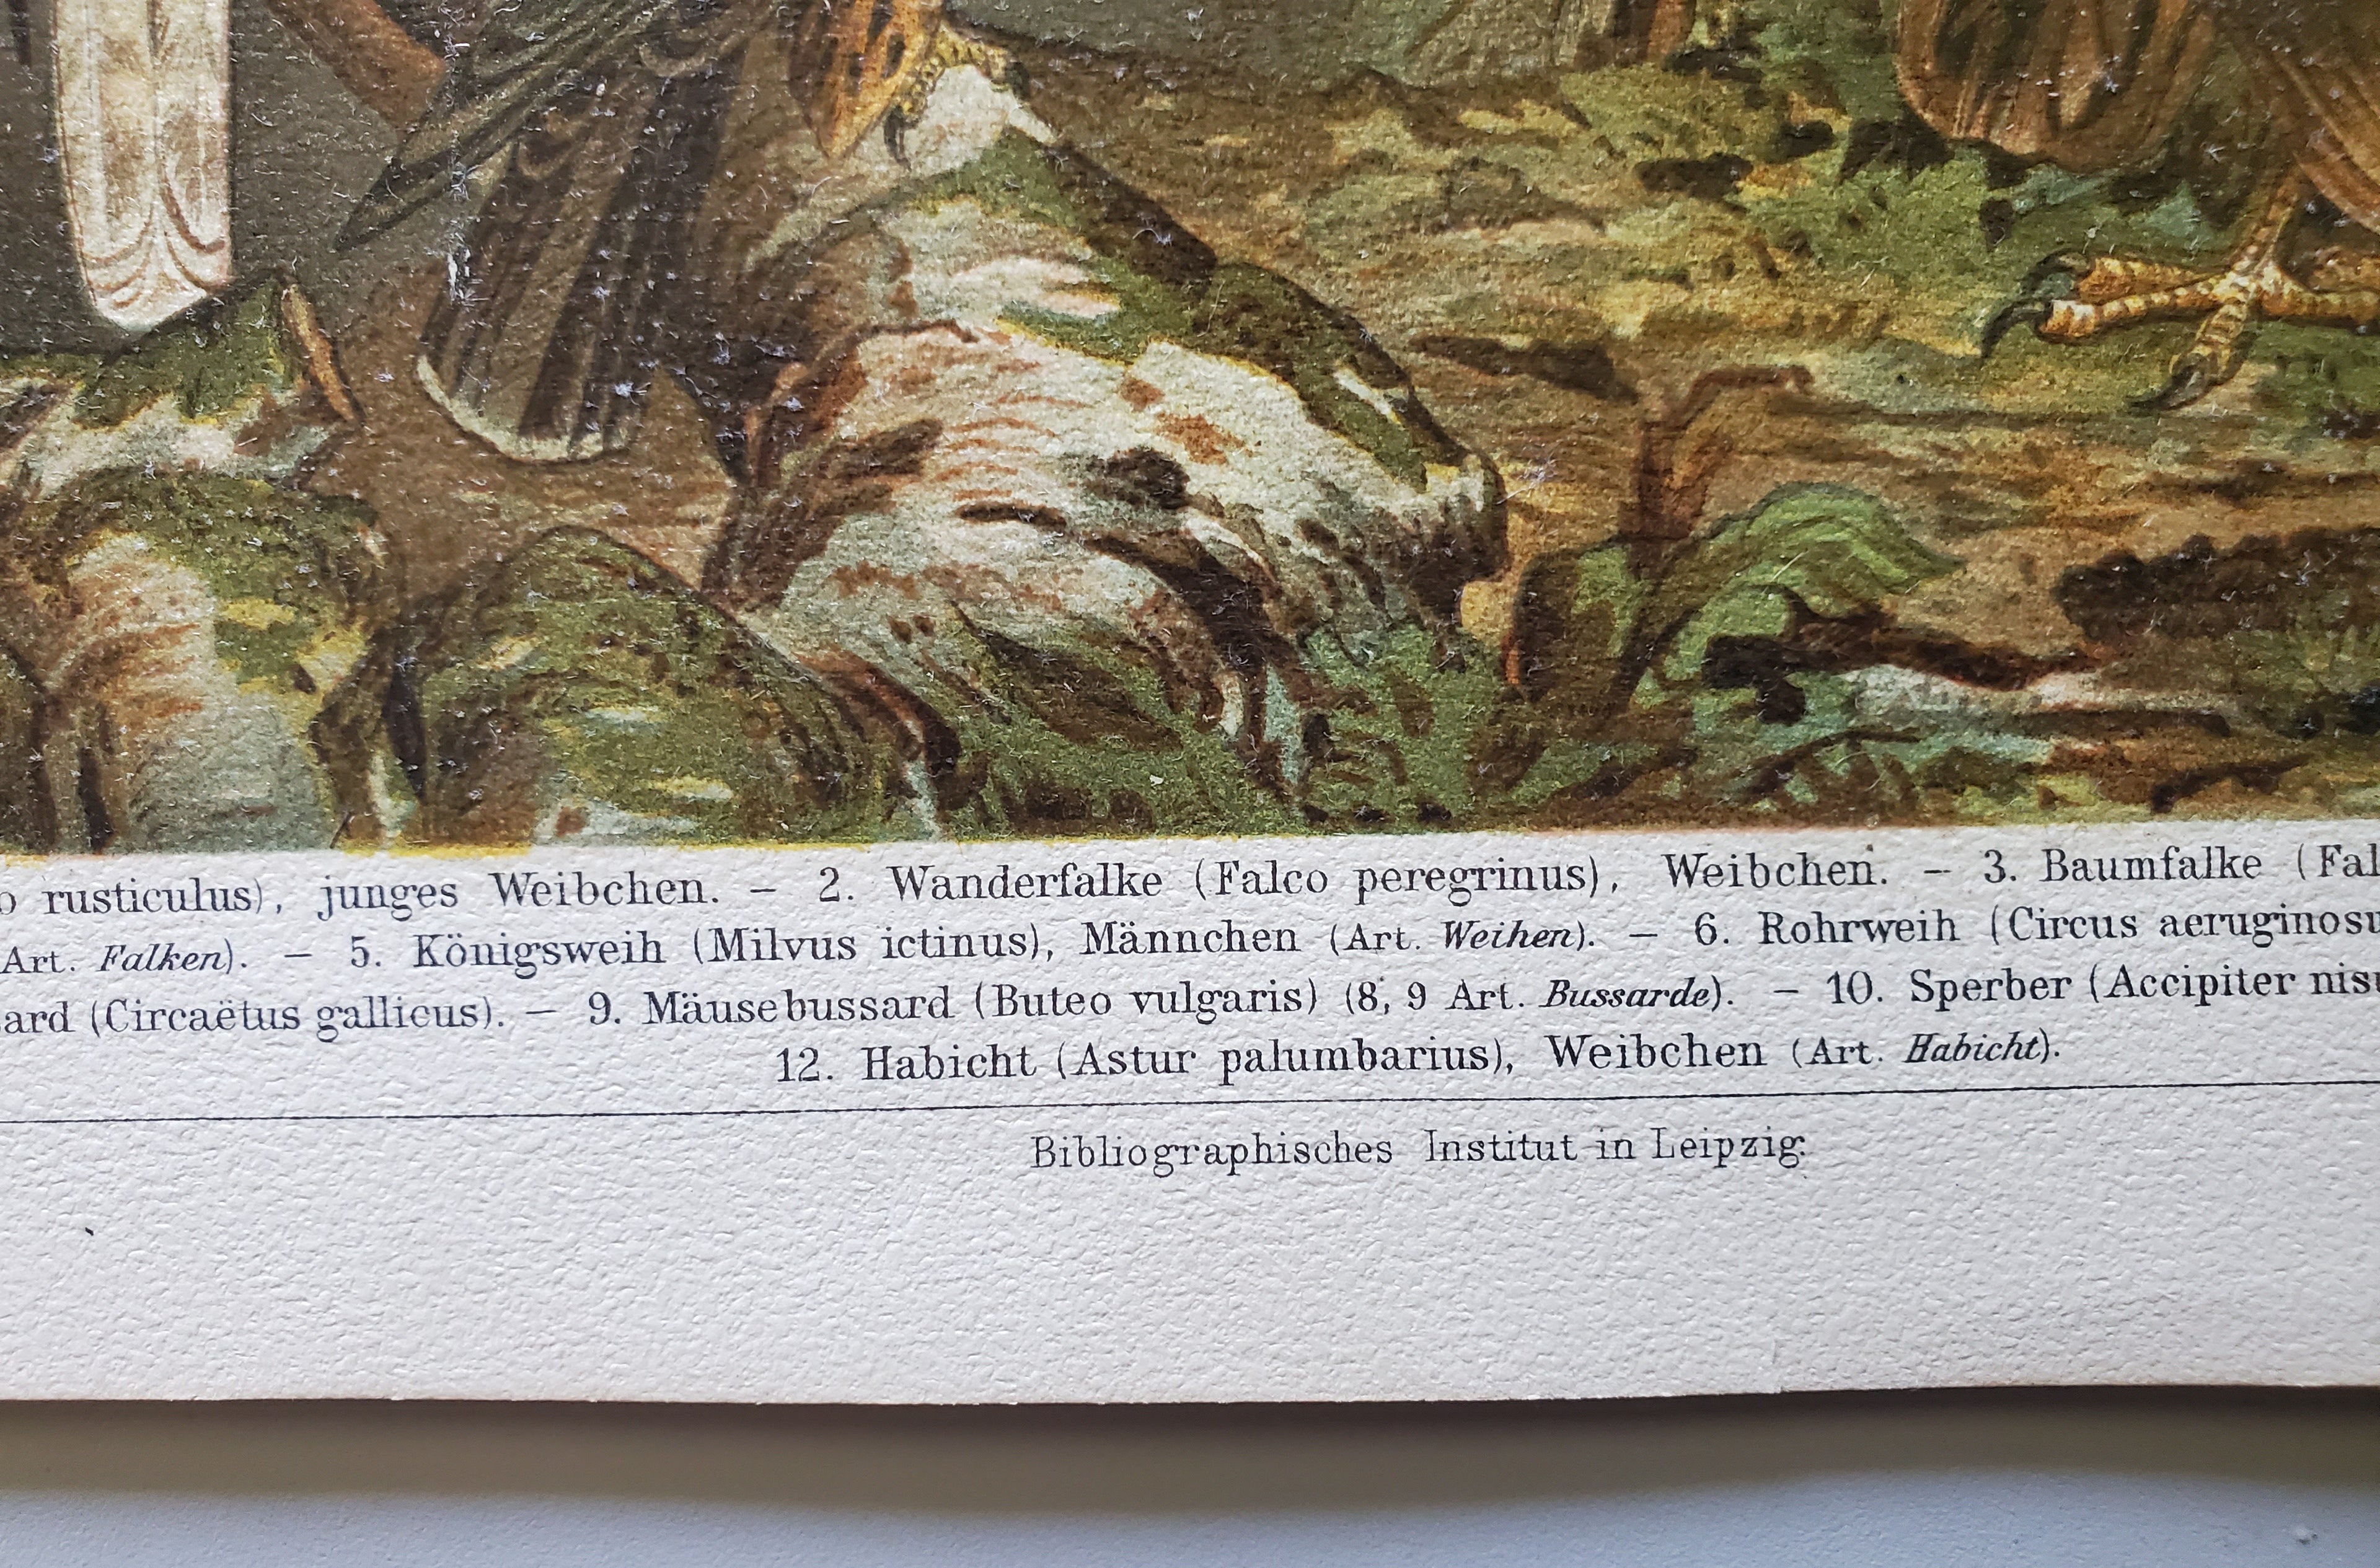 rusticulus), junges Weibchen. – 2. Wanderfalke (Falco peregrinus), Weibchen. – 3. Baumfalke (Fal
Art. Falken). – 5. Königsweih (Milvus ictinus), Männchen (Art. Weihen). – 6. Rohrweih (Circus aeruginosu
ard (Circaëtus gallicus). – 9. Mäusebussard (Buteo vulgaris) (8, 9 Art. Bussarde). – 10. Sperber (Accipiter nisu
12. Habicht (Astur palumbarius), Weibchen (Art. Habicht).
Bibliographisches Institut in Leipzig.